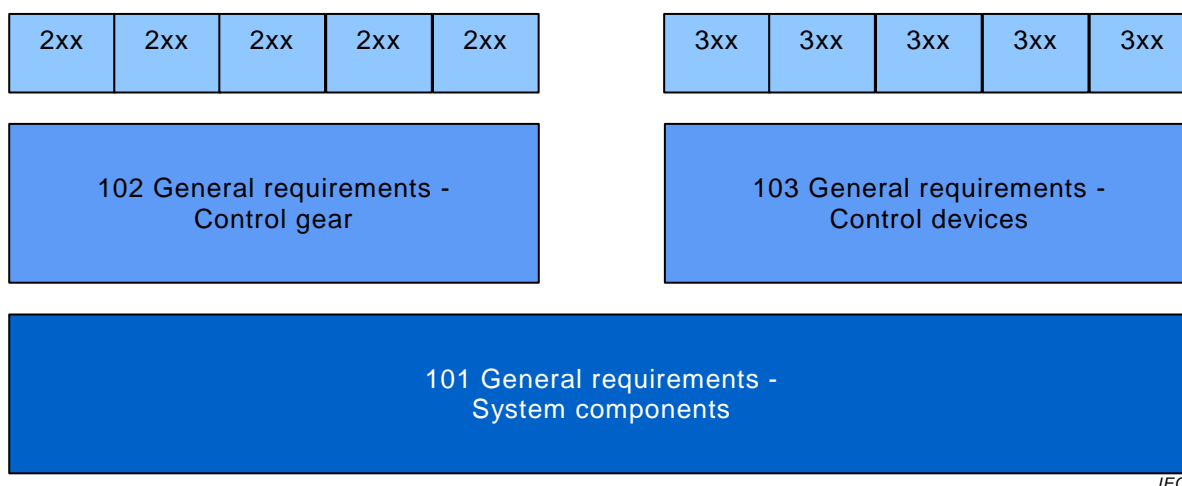 2xx 2xx 2xx 2xx 2xx 3xx 3xx 3xx 3xx 3xx
102 General requirements -
Control gear
103 General requirements -
Control devices
101 General requirements -
System components
IEC